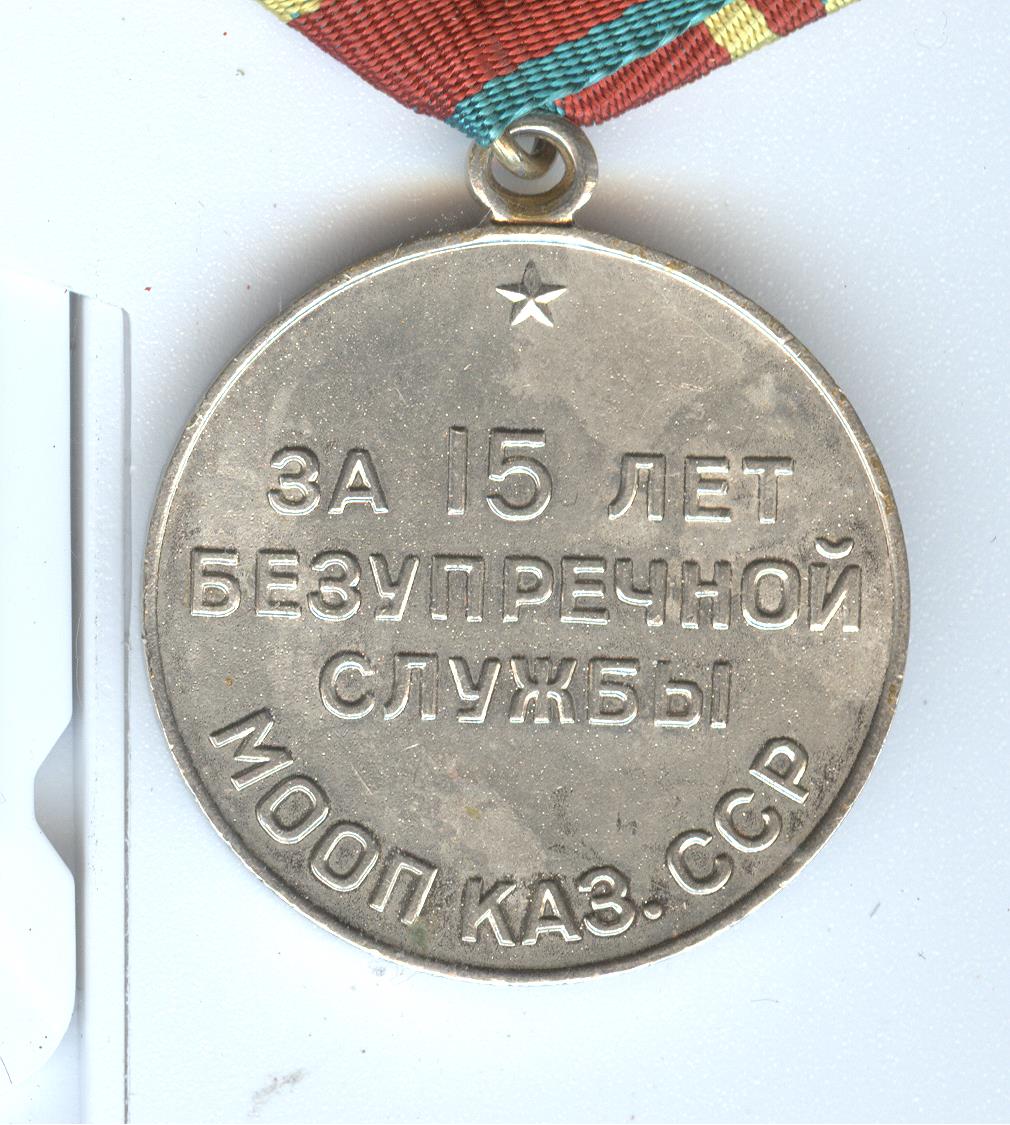 ЗА 15 ЛЕТ
БЕЗУПРЕЧНОЙ
СЛУЖБЫ
МООП КАЗ. ССР